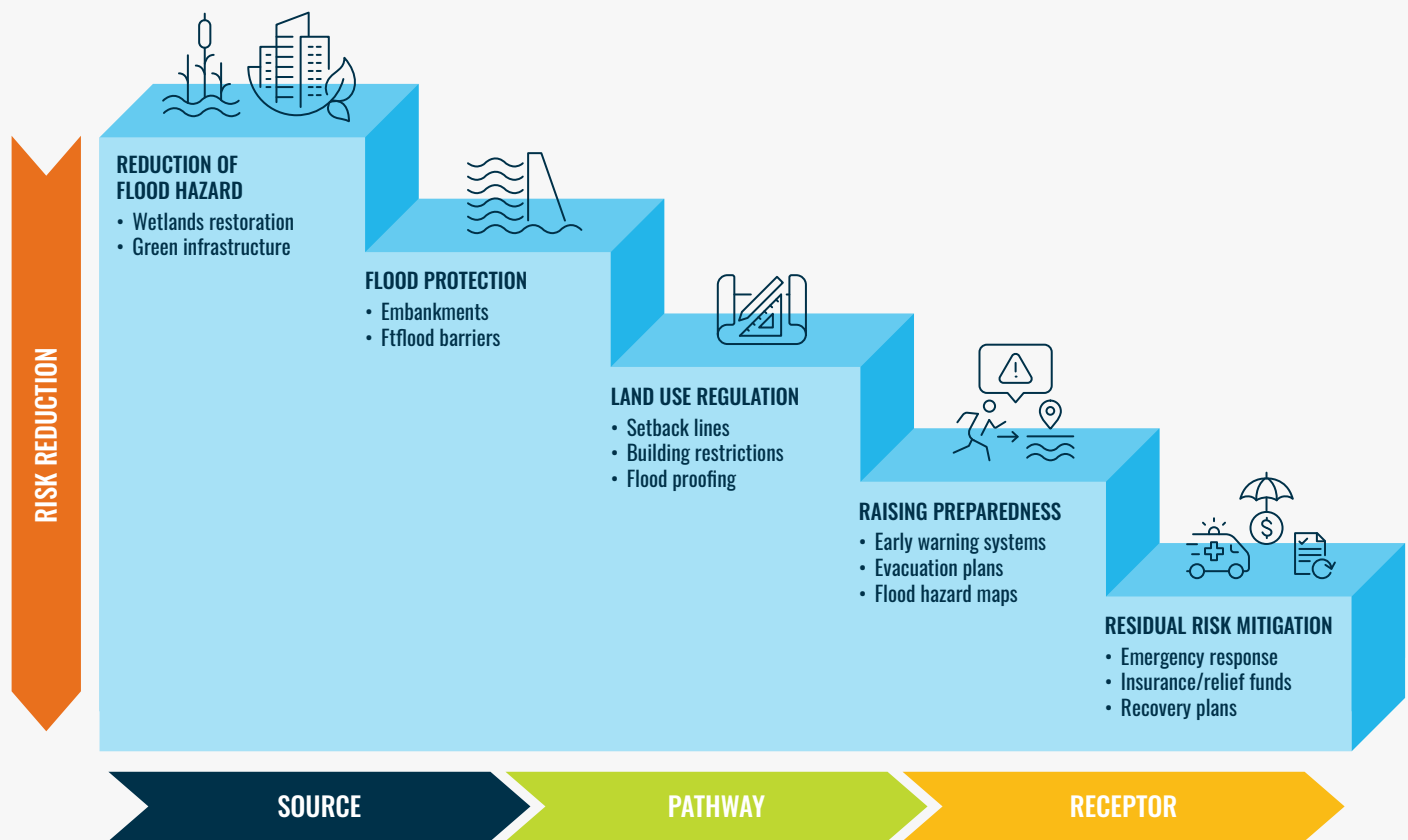 REDUCTION OF
FLOOD HAZARD
• Wetlands restoration
• Green infrastructure
FLOOD PROTECTION
• Embankments
• Ftflood barriers
LAND USE REGULATION
• Setback lines
• Building restrictions
• Flood proofing
RAISING PREPAREDNESS
• Early warning systems
• Evacuation plans
• Flood hazard maps
RESIDUAL RISK MITIGATION
• Emergency response
• Insurance/relief funds
• Recovery plans
RISK REDUCTION
SOURCE
PATHWAY
RECEPTOR